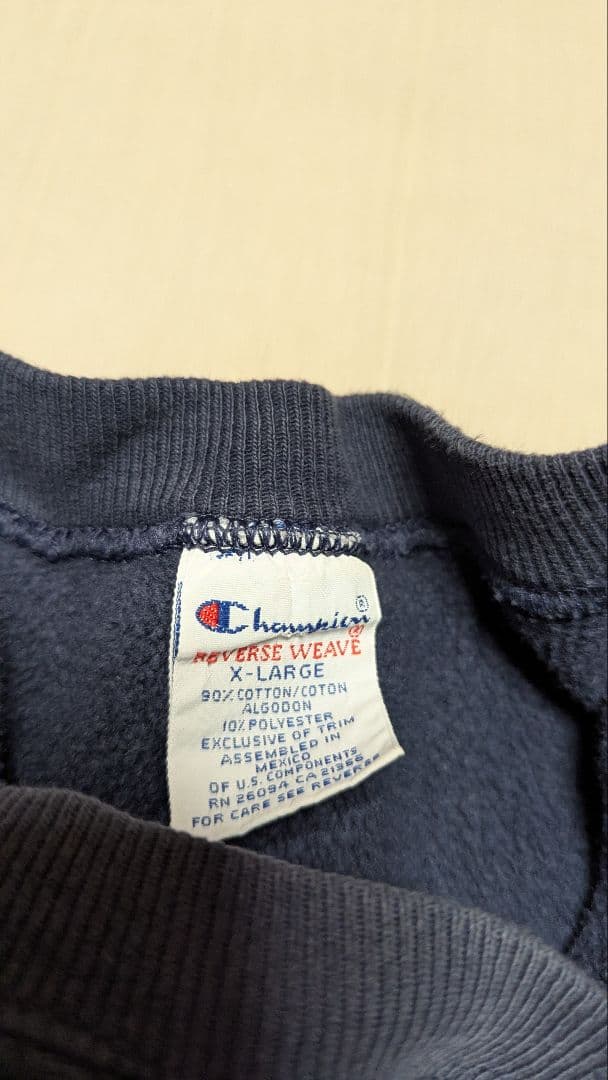 Champion®
REVERSE WEAVE®
X-LARGE
90% COTTON/COTON
ALGODON
10% POLYESTER
EXCLUSIVE OF TRIM
ASSEMBLED IN
MEXICO
OF U.S. COMPONENTS
RN 26094 CA 21356
FOR CARE SEE REVERSE